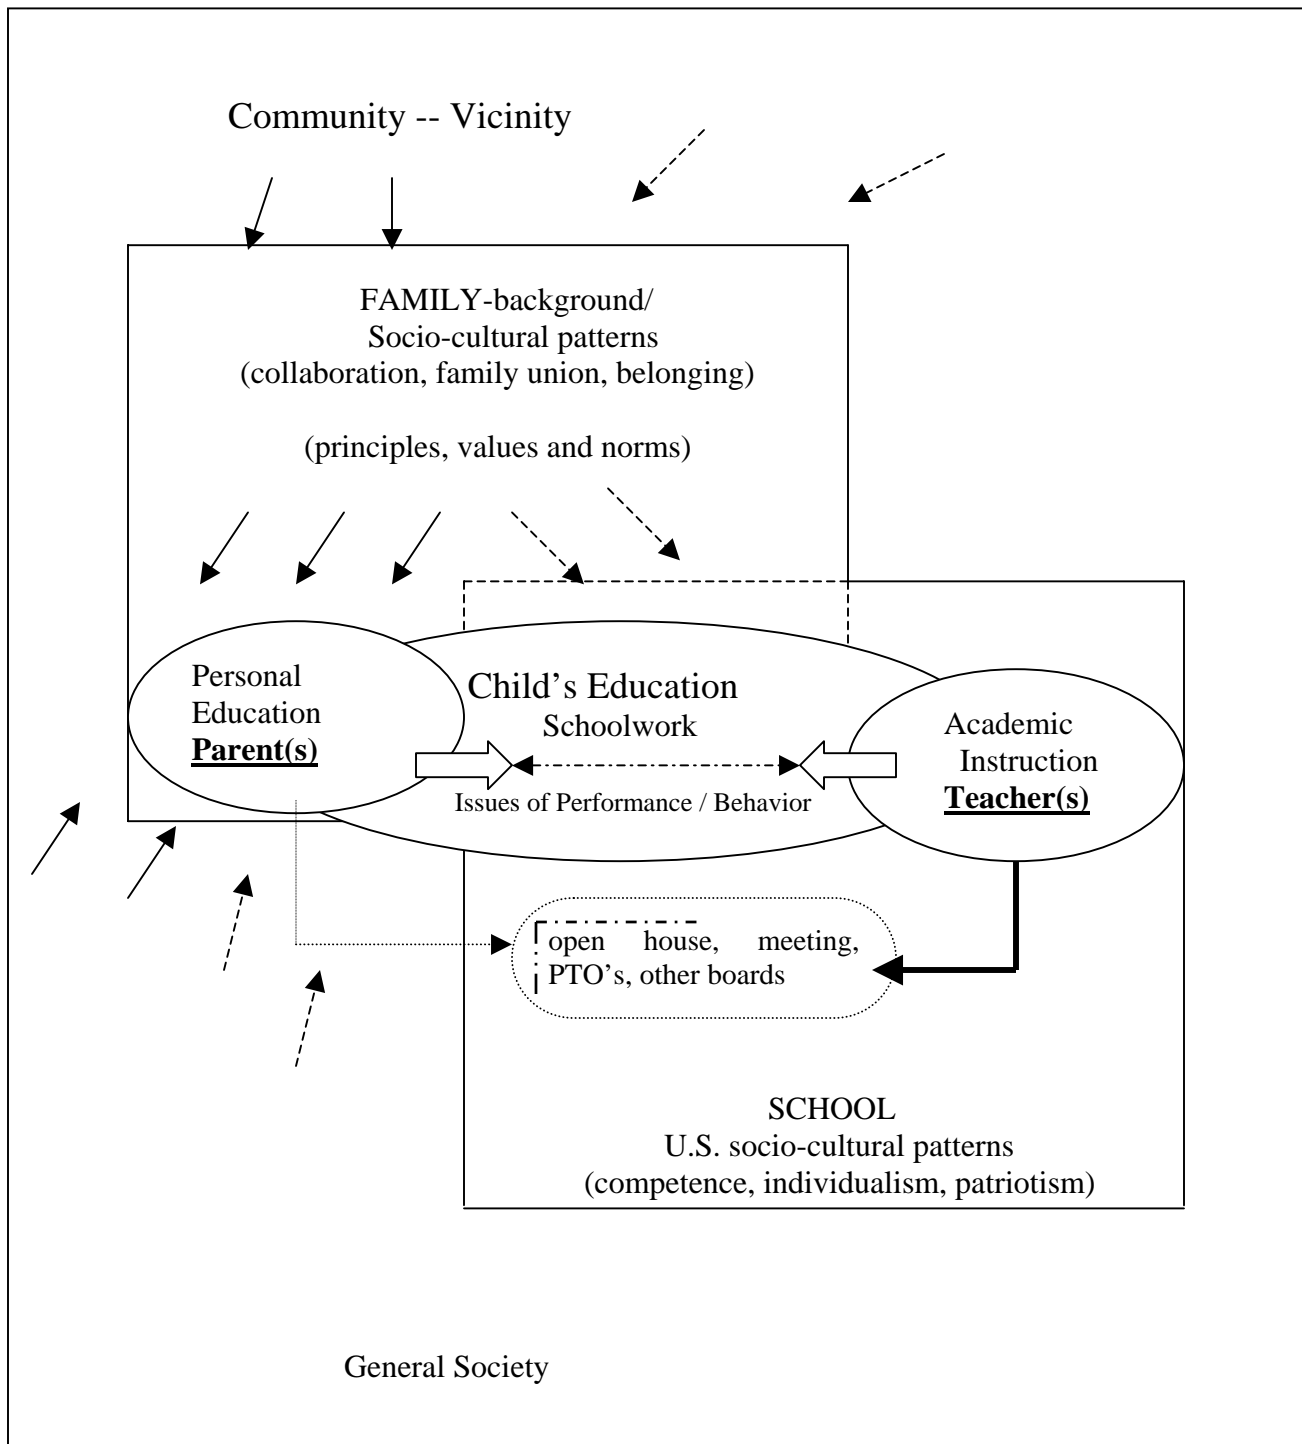 Community -- Vicinity
FAMILY-background/
Socio-cultural patterns
(collaboration, family union, belonging)
(principles, values and norms)
Personal
Education
Parent(s)
Child's Education
Schoolwork
Issues of Performance / Behavior
Academic
Instruction
Teacher(s)
open house, meeting,
PTO's, other boards
SCHOOL
U.S. socio-cultural patterns
(competence, individualism, patriotism)
General Society